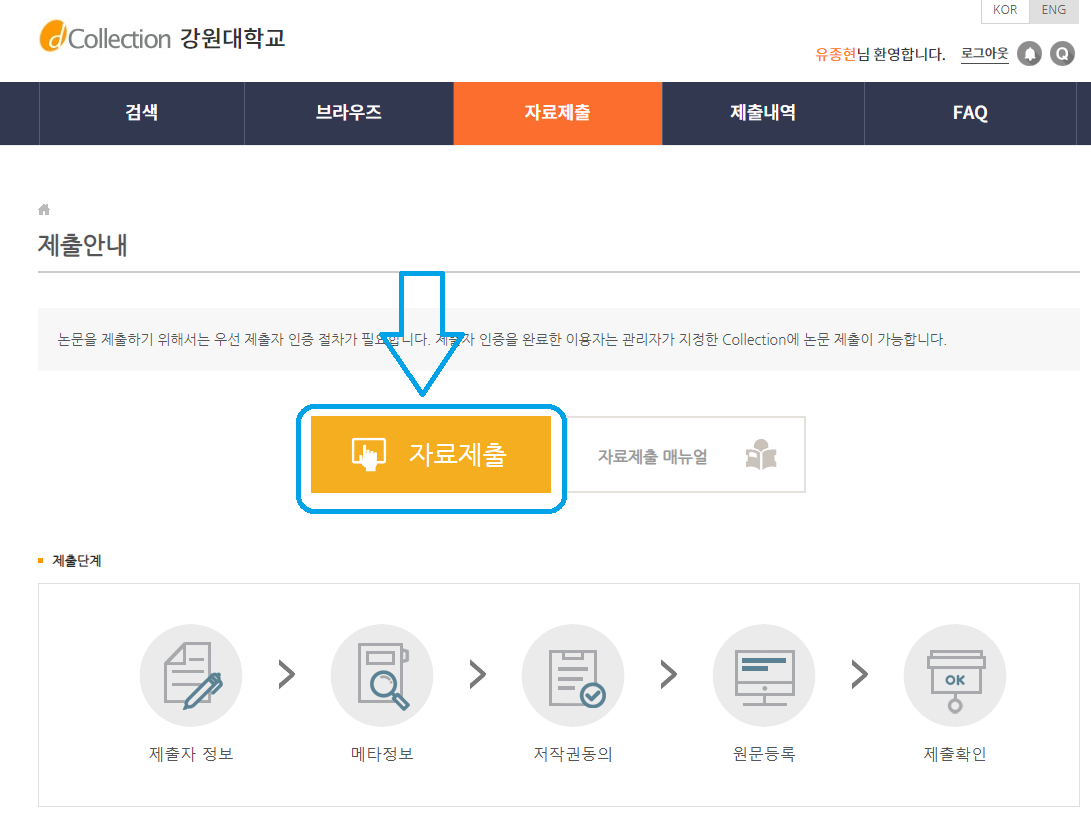 KOR ENG
dCollection 강원대학교
유종현님 환영합니다. 로그아웃 Q
검색 브라우즈 자료제출 제출내역 FAQ
제출안내
논문을 제출하기 위해서는 우선 제출자 인증 절차가 필요합니다. 제출자 인증을 완료한 이용자는 관리자가 지정한 Collection에 논문 제출이 가능합니다.
자료제출 자료제출 매뉴얼
제출단계
OK
제출자 정보 메타정보 저작권동의 원문등록 제출확인